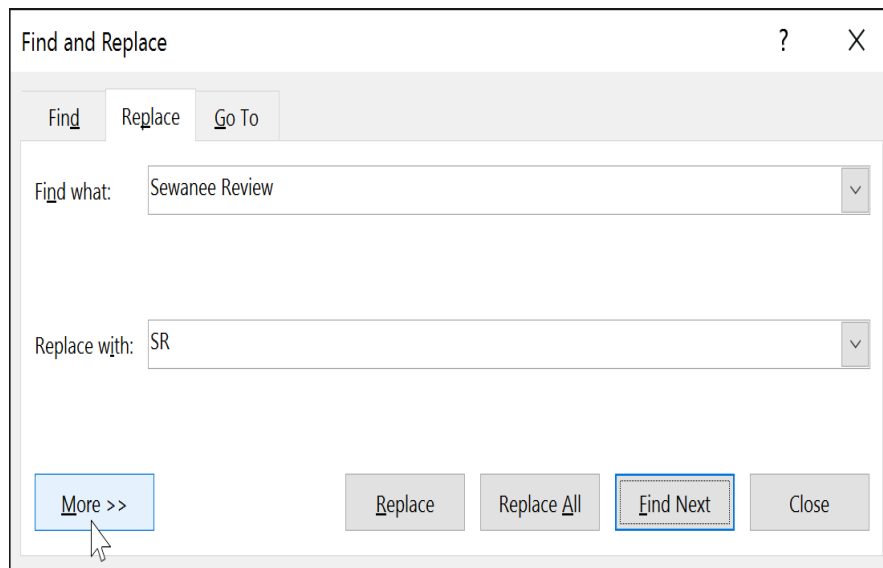 Find and Replace ? X
Find Replace Go To
Find what: Sewanee Review
Replace with: SR
More >> Replace Replace All Find Next Close